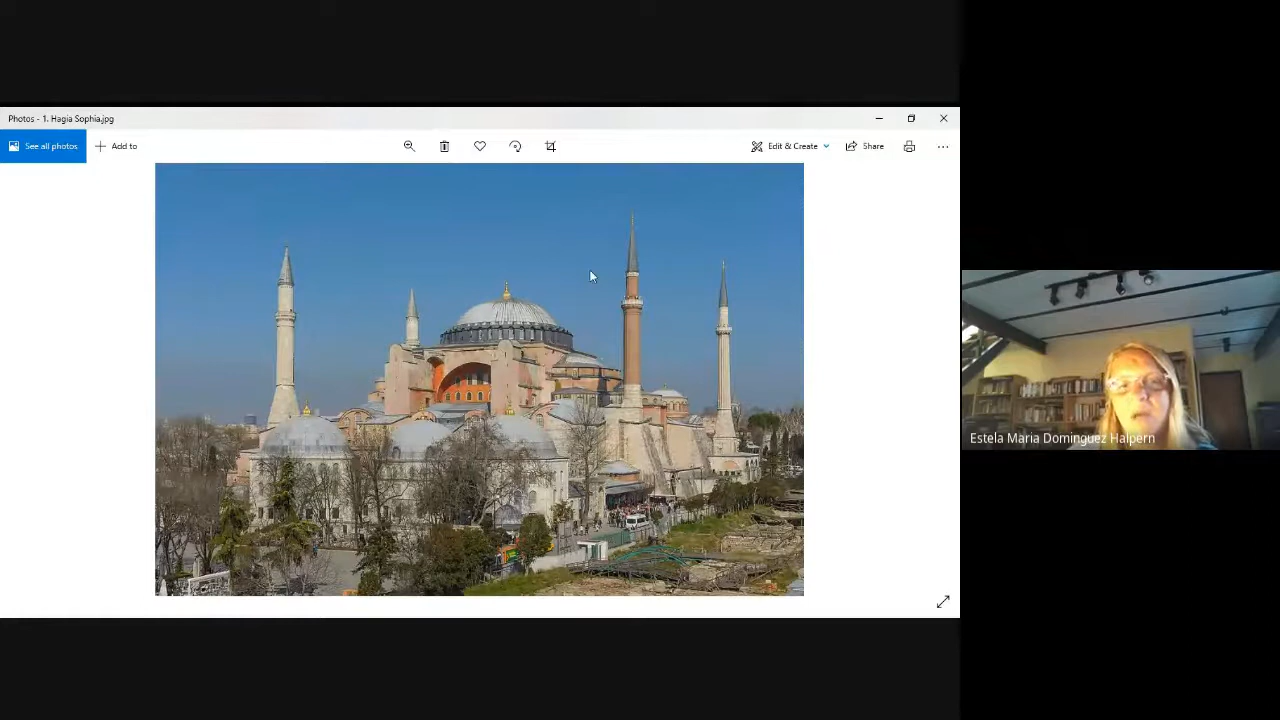 Photos - 1. Hagia Sophia.jpg
See all photos
Add to
Edit & Create
Share
Estela Maria Dominguez Halpern